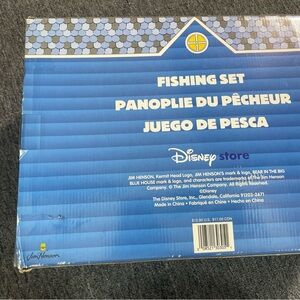 FISHING SET
PANOPLIE DU PÊCHEUR
JUEGO DE PESCA
Disney store
JIM HENSON, Kermit Head Logo, JIM HENSON'S mark & logo, BEAR IN THE BIG
BLUE HOUSE mark & logo, and characters are trademarks of The Jim Henson
Company. © The Jim Henson Company. All Rights Reserved.
©Disney
The Disney Store, Inc., Glendale, California 91203-2671
Made in China • Fabriqué en Chine • Hecho en China
Jim Henson